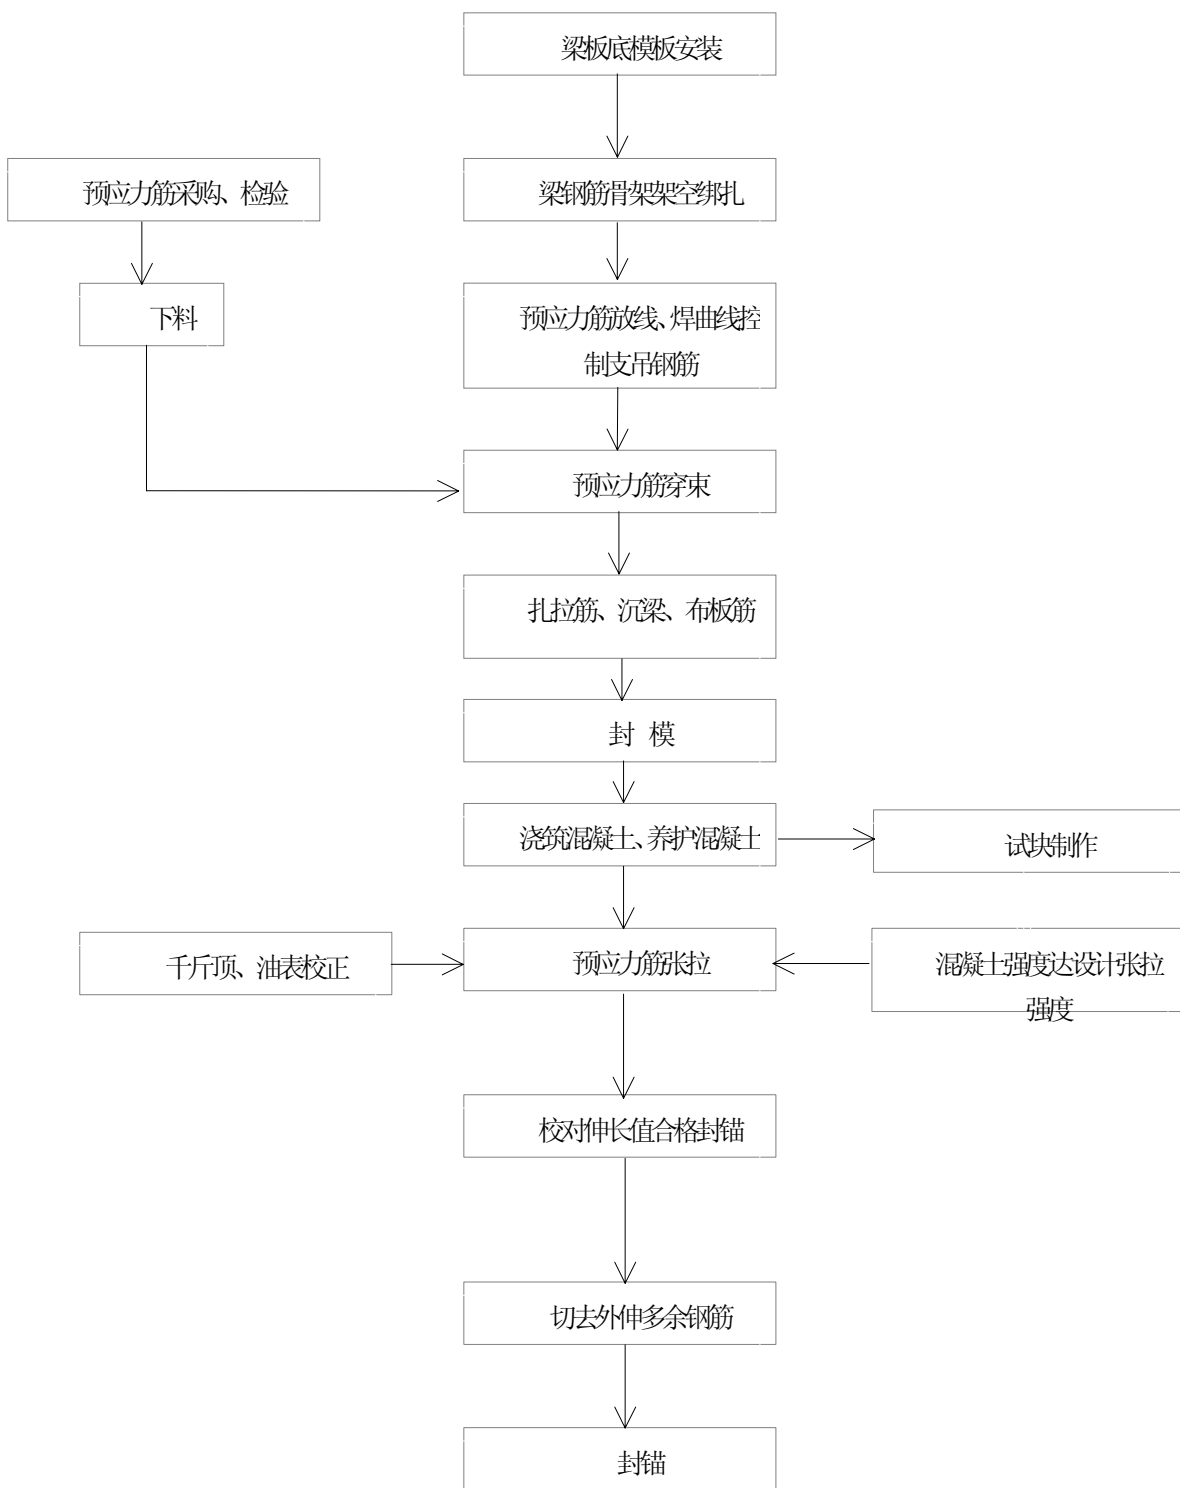 梁板底模板安装
预应力筋采购、检验
梁钢筋骨架架空绑扎
下料
预应力筋放线、焊曲线控
制支吊钢筋
预应力筋穿束
扎拉筋、沉梁、布板筋
封 模
浇筑混凝土、养护混凝土
试块制作
千斤顶、油表校正
预应力筋张拉
混凝土强度达设计张拉
强度
校对伸长值合格封锚
切去外伸多余钢筋
封锚